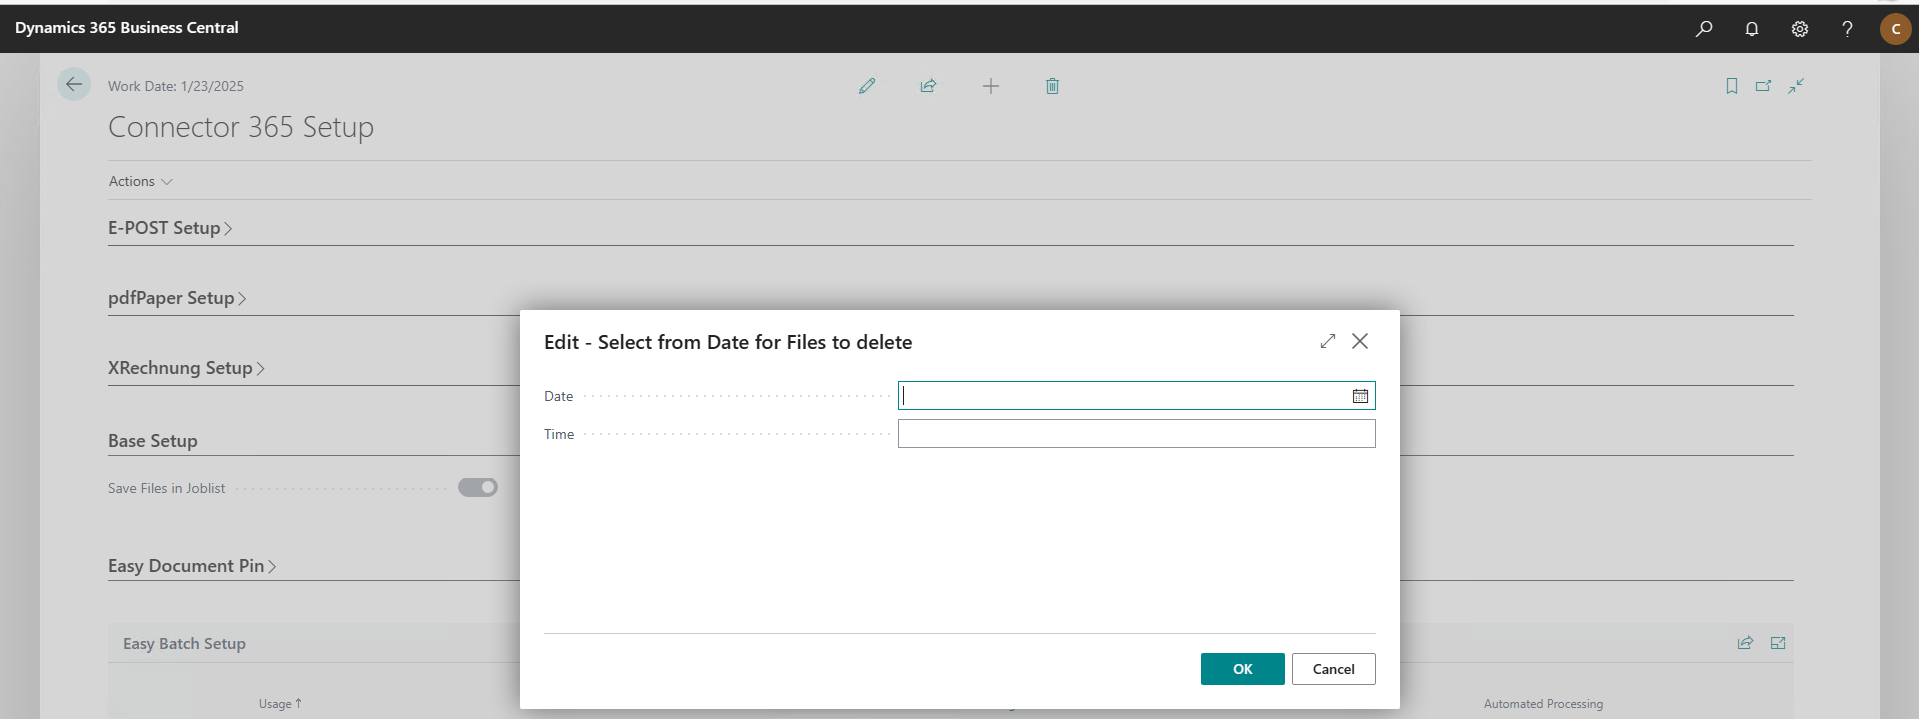 Dynamics 365 Business Central
C
Work Date: 1/23/2025
Connector 365 Setup
Actions
E-POST Setup
pdfPaper Setup
XRechnung Setup
Edit - Select from Date for Files to delete
Date
Time
Base Setup
Save Files in Joblist
Easy Document Pin
Easy Batch Setup
OK
Cancel
Usage ↑
Automated Processing